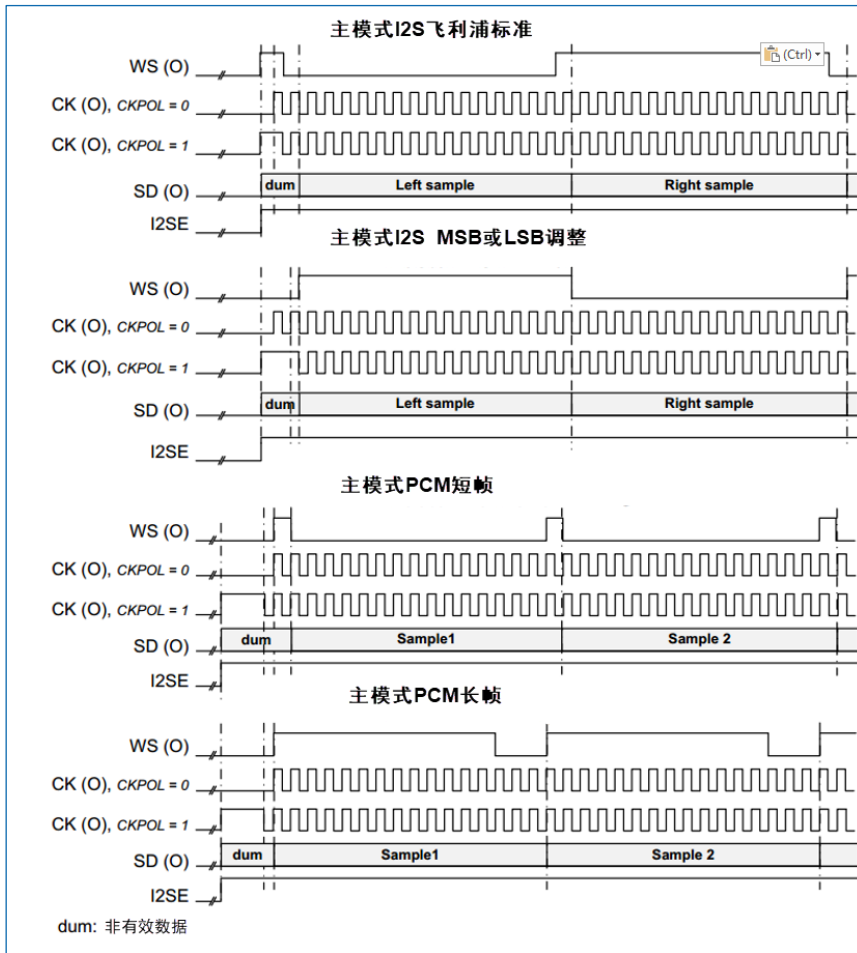 主模式I2S飞利浦标准
(Ctrl)
WS (O)
CK (O), CKPOL = 0
CK (O), CKPOL = 1
dum Left sample Right sample
SD (O)
I2SE
主模式I2S MSB或LSB调整
WS (O)
CK (O), CKPOL = 0
CK (O), CKPOL = 1
dum Left sample Right sample
SD (O)
I2SE
主模式PCM短帧
WS (O)
CK (O), CKPOL = 0
CK (O), CKPOL = 1
dum Sample1 Sample 2
SD (O)
I2SE
主模式PCM长帧
WS (O)
CK (O), CKPOL = 0
CK (O), CKPOL = 1
dum Sample1 Sample 2
SD (O)
I2SE
dum: 非有效数据